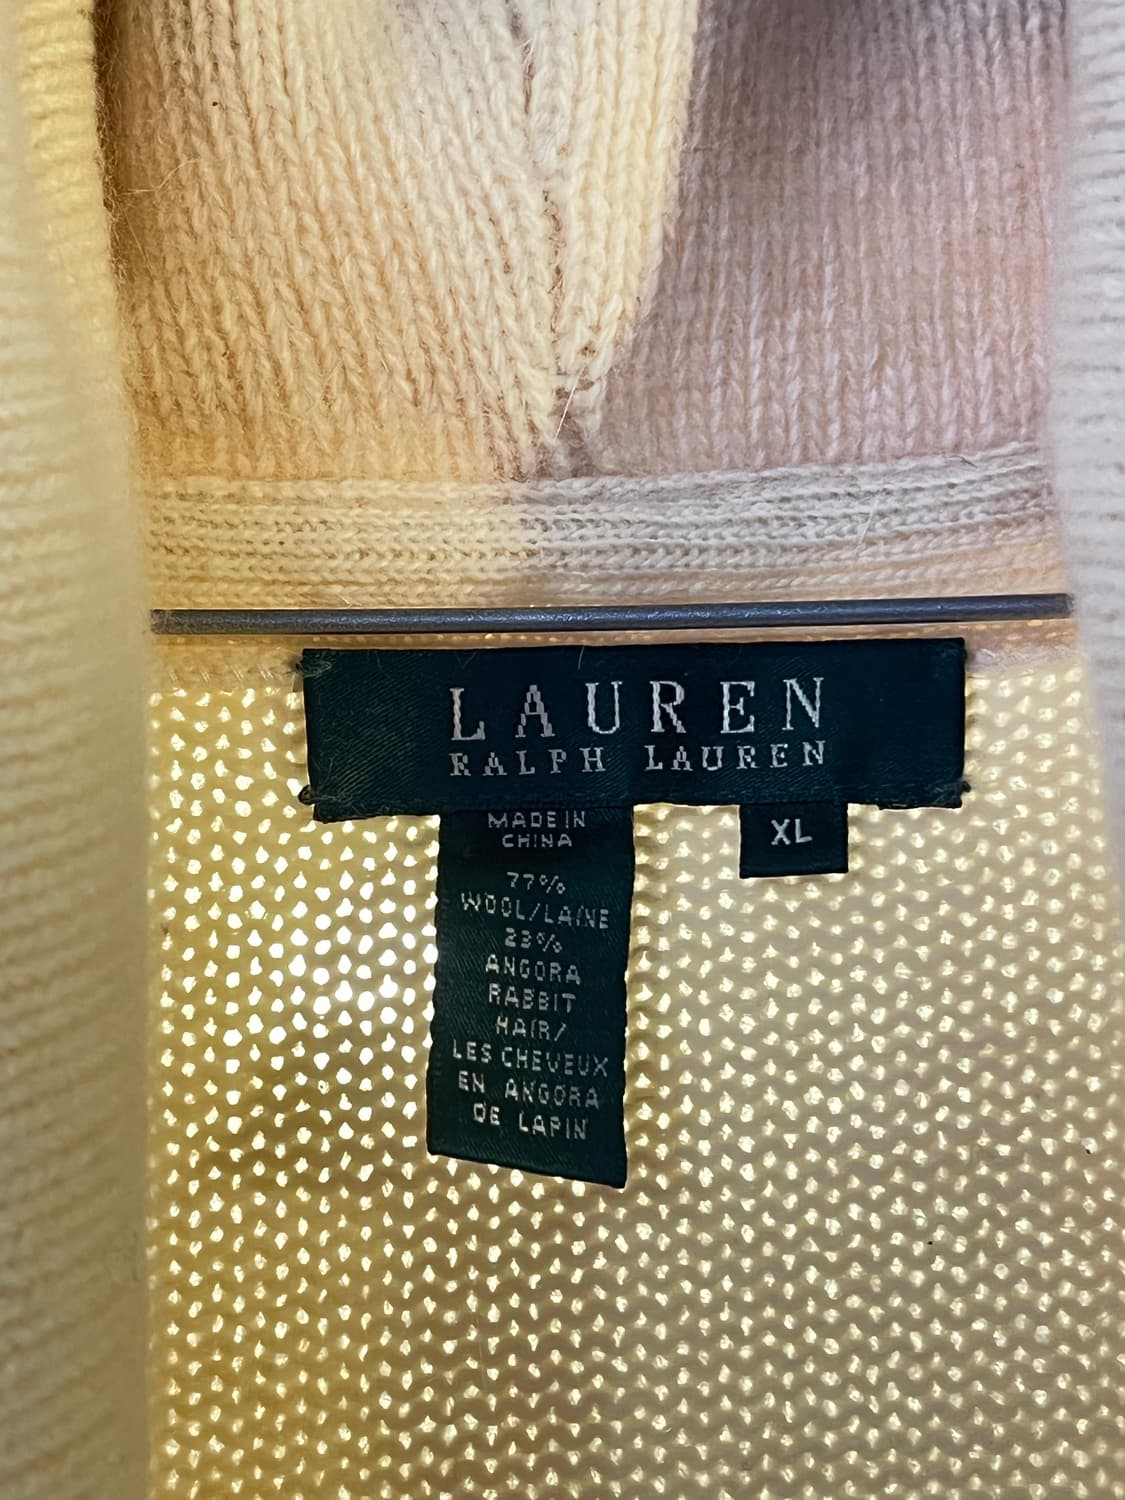 LAUREN
RALPH LAUREN
MADE IN
CHINA
XL
77%
WOOL/LAINE
23%
ANGORA
RABBIT
HAIR/
LES CHEVEUX
EN ANGORA
DE LAPIN